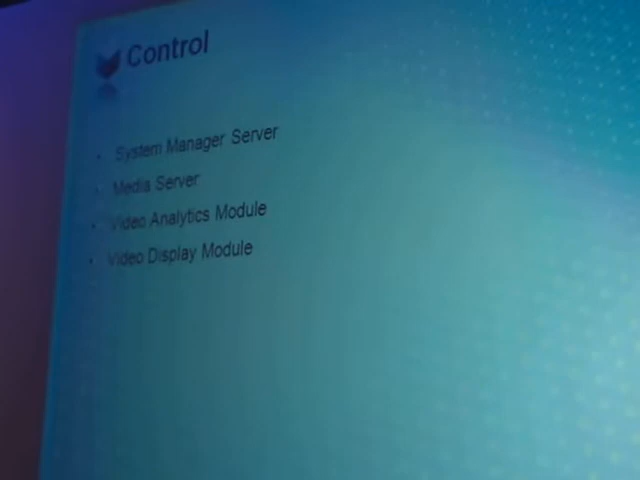 Control
• System Manager Server
• Media Server
• Video Analytics Module
• Video Display Module